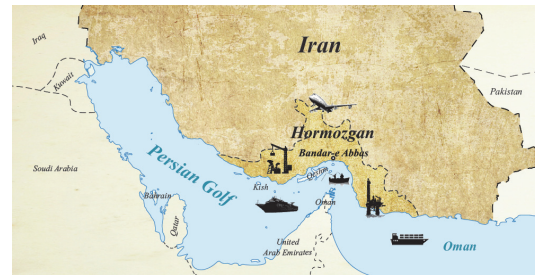 Iran
Iraq
Kuwait
Pakistan
Hormozgan
Bandar-e Abbas
Saudi Arabia
Persian Golf
Kish
Qeshm
Bahrain
Oman
Qatar
United
Arab Emirates
Oman